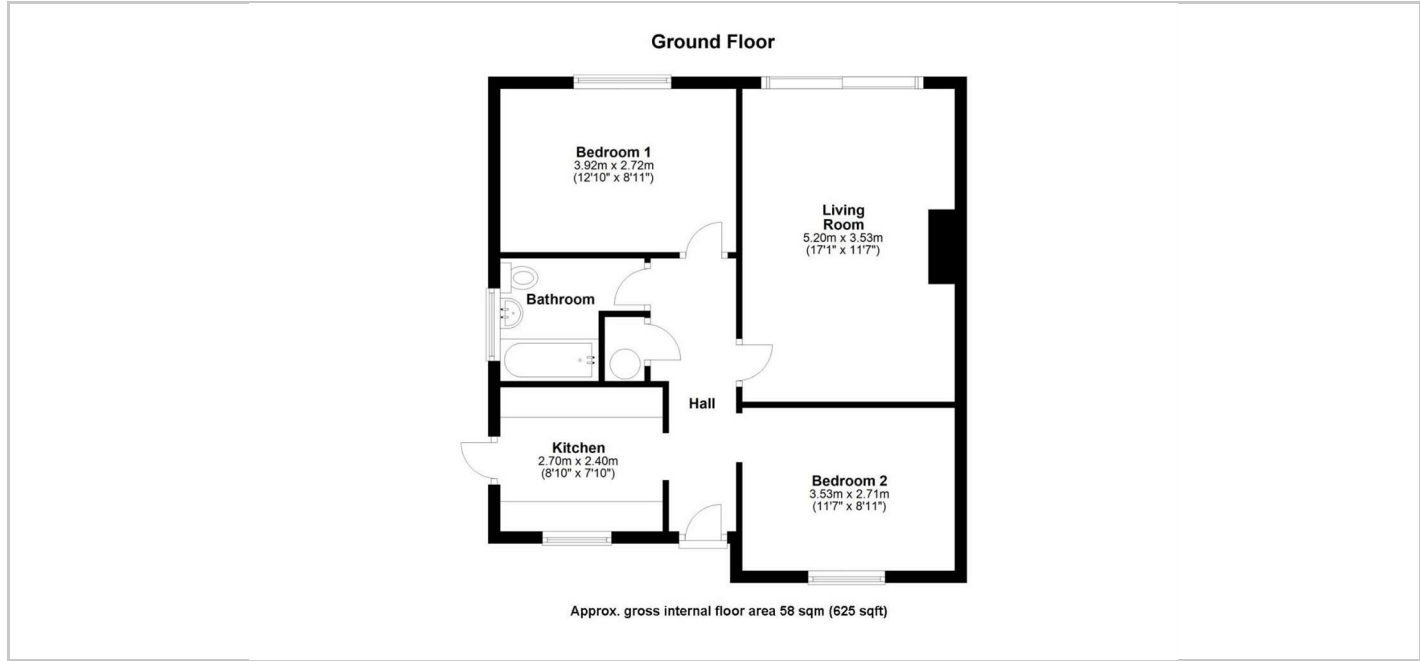 Ground Floor
Bedroom 1
3.92m x 2.72m
(12'10" x 8'11")
Living
Room
5.20m x 3.53m
(17'1" x 11'7")
Bathroom
Hall
Kitchen
2.70m x 2.40m
(8'10" x 7'10")
Bedroom 2
3.53m x 2.71m
(11'7" x 8'11")
Approx. gross internal floor area 58 sqm (625 sqft)